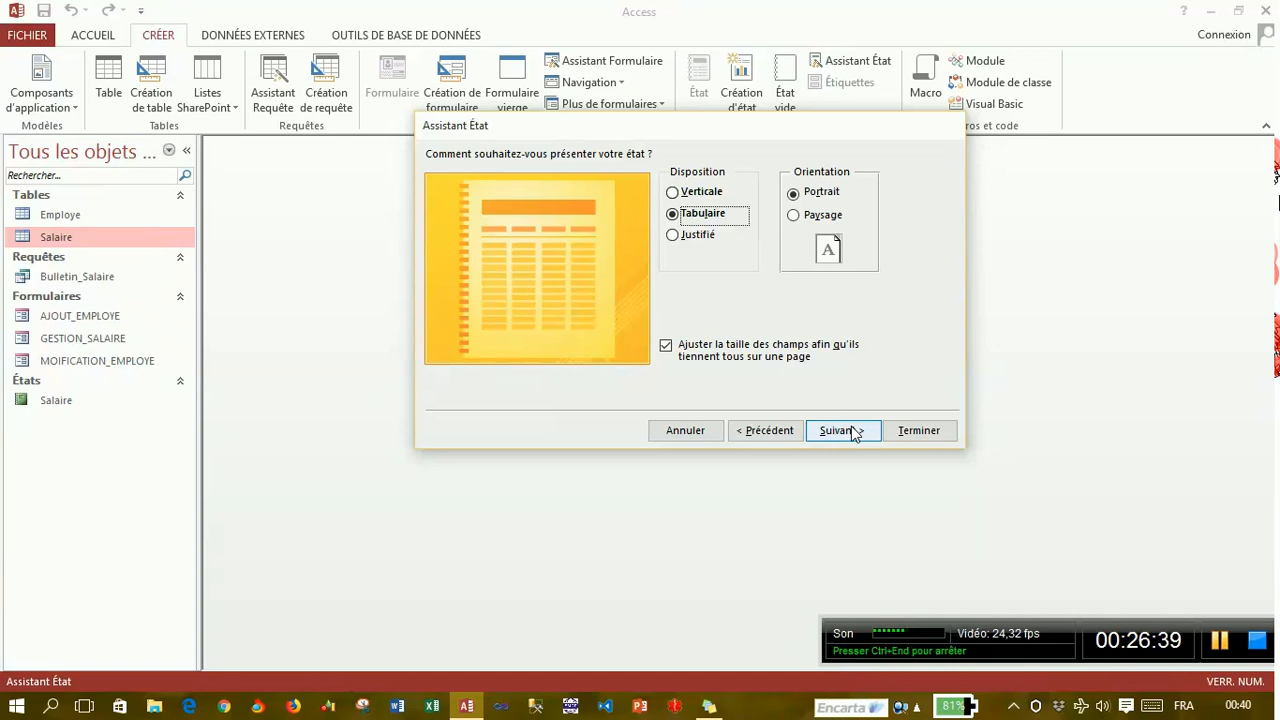 Access
?
FICHIER ACCUEIL CRÉER DONNÉES EXTERNES OUTILS DE BASE DE DONNÉES Connexion
Composants d'application
Table
Création de table
Listes SharePoint
Assistant Requête
Création de requête
Formulaire
Création de formulaire
Formulaire vierge
Assistant Formulaire
Navigation
Plus de formulaires
État
Création d'état
État vide
Assistant État
Étiquettes
Macro
Module
Module de classe
Visual Basic
Modèles Tables Requêtes ros et code
Tous les objets ...
Rechercher...
Tables
Employe
Salaire
Requêtes
Bulletin_Salaire
Formulaires
AJOUT_EMPLOYE
GESTION_SALAIRE
MOIFICATION_EMPLOYE
États
Salaire
Assistant État
Comment souhaitez-vous présenter votre état ?
Disposition
Verticale
Tabulaire
Justifié
Orientation
Portrait
Paysage
A
Ajuster la taille des champs afin qu'ils
tiennent tous sur une page
Annuler < Précédent Suivan > Terminer
Son Vidéo: 24,32 fps
Presser Ctrl+End pour arrêter
00:26:39
Assistant État VERR. NUM.
Encarta 81% FR 00:40